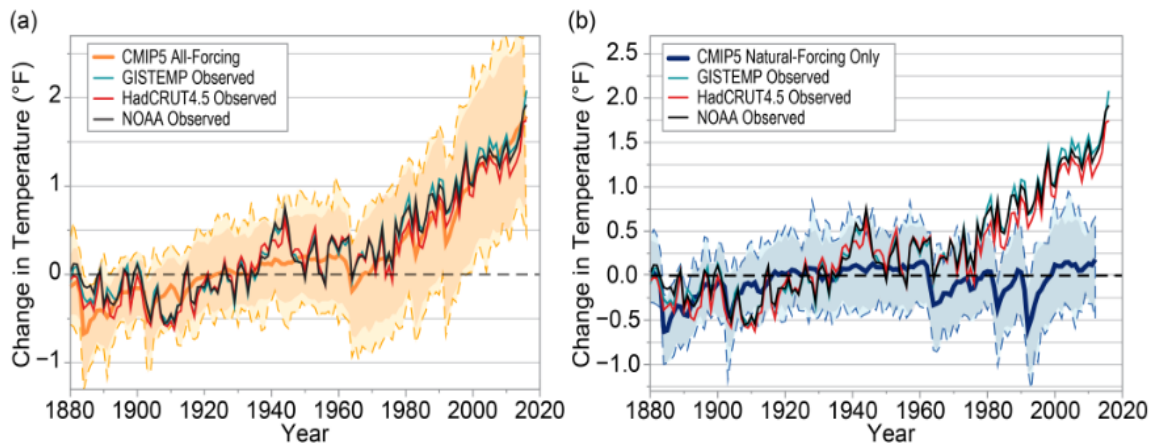 (a)
CMIP5 All-Forcing
GISTEMP Observed
HadCRUT4.5 Observed
NOAA Observed
Change in Temperature (°F)
2
1
0
−1
1880 1900 1920 1940 1960 1980 2000 2020
Year
(b)
CMIP5 Natural-Forcing Only
GISTEMP Observed
HadCRUT4.5 Observed
NOAA Observed
Change in Temperature (°F)
2.5
2.0
1.5
1.0
0.5
0.0
−0.5
−1.0
1880 1900 1920 1940 1960 1980 2000 2020
Year